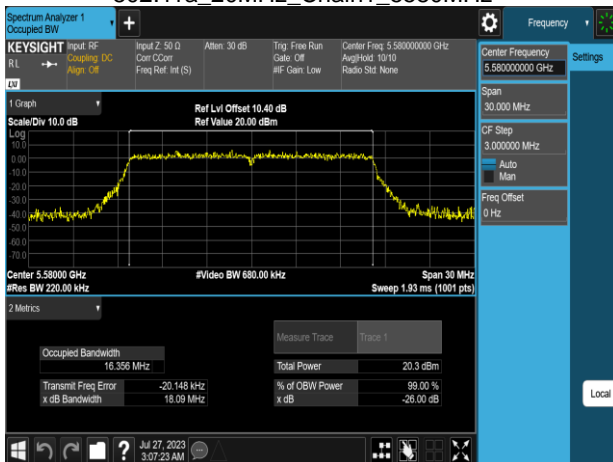 802.11a_20MHz_Chain1_5580MHz
Spectrum Analyzer 1
Occupied BW
Frequency
KEYSIGHT
RL
LXI
Input: RF
Coupling: DC
Align: Off
Input Z: 50 Ω
Corr CCorr
Freq Ref: Int (S)
Atten: 30 dB
Trig: Free Run
Gate: Off
#IF Gain: Low
Center Freq: 5.580000000 GHz
Avg|Hold: 10/10
Radio Std: None
Center Frequency
5.580000000 GHz
Settings
Span
30.000 MHz
CF Step
3.000000 MHz
Auto
Man
Freq Offset
0 Hz
1 Graph
Scale/Div 10.0 dB
Ref Lvl Offset 10.40 dB
Ref Value 20.00 dBm
Log
10.0
0.00
-10.0
-20.0
-30.0
-40.0
-50.0
-60.0
-70.0
Center 5.58000 GHz
#Video BW 680.00 kHz
Span 30 MHz
#Res BW 220.00 kHz
Sweep 1.93 ms (1001 pts)
2 Metrics
Measure Trace
Trace 1
Occupied Bandwidth
16.356 MHz
Total Power
20.3 dBm
Transmit Freq Error
-20.148 kHz
% of OBW Power
99.00 %
x dB Bandwidth
18.09 MHz
x dB
-26.00 dB
Local
?
Jul 27, 2023
3:07:23 AM